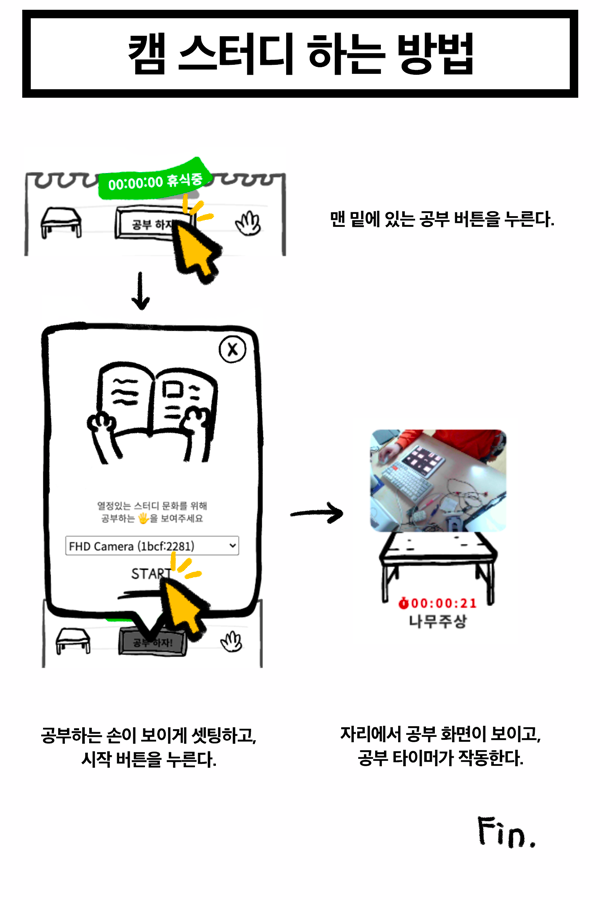 캠 스터디 하는 방법
00:00:00 휴식중
공부 하자
맨 밑에 있는 공부 버튼을 누른다.
X
열정있는 스터디 문화를 위해
공부하는 🖐을 보여주세요
FHD Camera (1bcf:2281)
START
공부 하자!
00:00:21
나무주상
공부하는 손이 보이게 셋팅하고,
시작 버튼을 누른다.
자리에서 공부 화면이 보이고,
공부 타이머가 작동한다.
Fin.